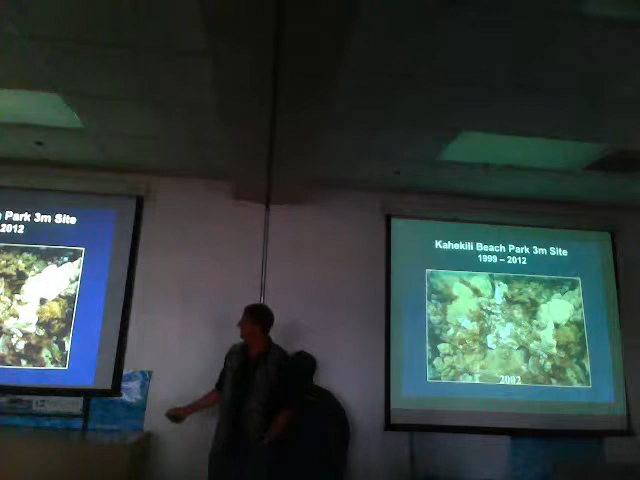 Park 3m Site
2012
Kahekili Beach Park 3m Site
1999 – 2012
2002